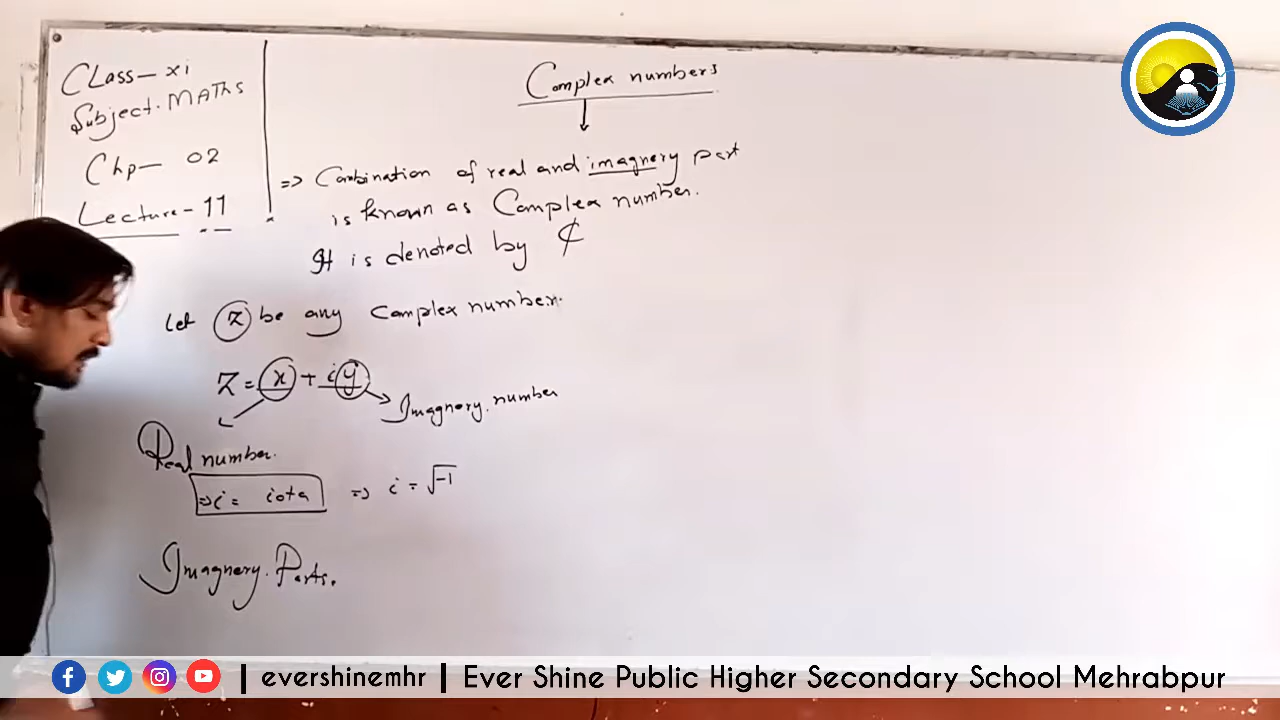 CLass - xi
Subject. MATHs
Chp - 02
Lecture - 11
Complex numbers
=> Combination of real and imagnery part
is known as Complex number.
It is denoted by ₵
Let z be any complex number.
Z = x + iy
Imagnery. number
Real number.
=> i = iota => i = √-1
Imagnery. Parts.
| evershinemhr | Ever Shine Public Higher Secondary School Mehrabpur